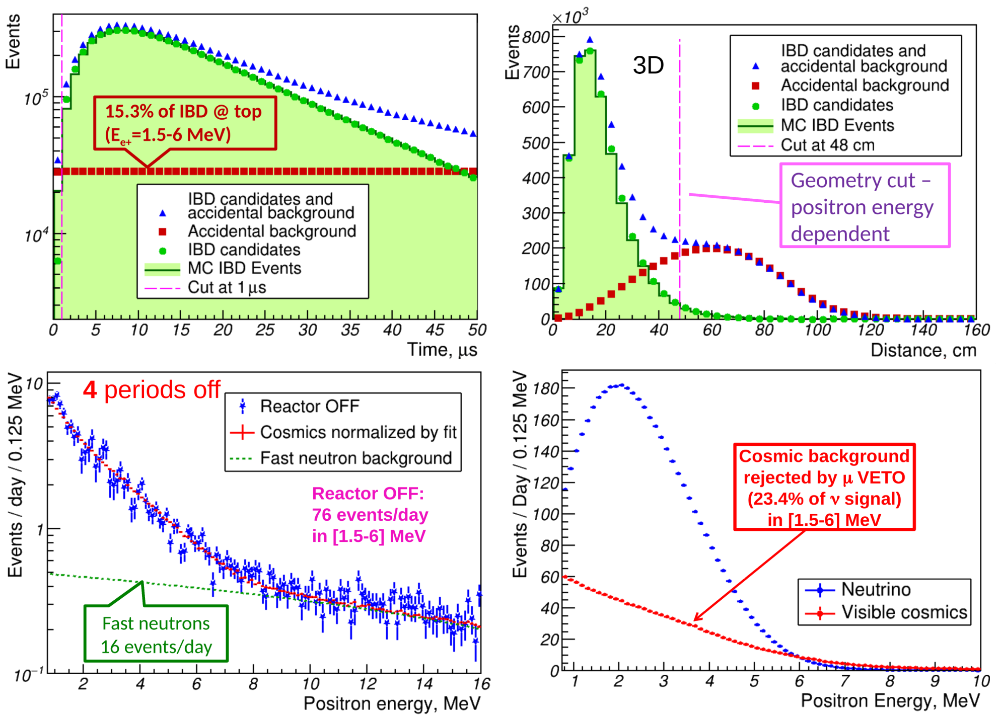 Events
10⁵
10⁴
15.3% of IBD @ top
(Ee+=1.5-6 MeV)
IBD candidates and
accidental background
Accidental background
IBD candidates
MC IBD Events
Cut at 1 μs
0 5 10 15 20 25 30 35 40 45 50
Time, μs
×10³
Events
800
700
600
500
400
300
200
100
0
3D
IBD candidates and
accidental background
Accidental background
IBD candidates
MC IBD Events
Cut at 48 cm
Geometry cut –
positron energy
dependent
0 20 40 60 80 100 120 140 160
Distance, cm
Events / day / 0.125 MeV
10
1
10⁻¹
4 periods off
Reactor OFF
Cosmics normalized by fit
Fast neutron background
Reactor OFF:
76 events/day
in [1.5-6] MeV
Fast neutrons
16 events/day
2 4 6 8 10 12 14 16
Positron energy, MeV
Events / Day / 0.125 MeV
180
160
140
120
100
80
60
40
20
0
Cosmic background
rejected by μ VETO
(23.4% of ν signal)
in [1.5-6] MeV
Neutrino
Visible cosmics
1 2 3 4 5 6 7 8 9 10
Positron Energy, MeV